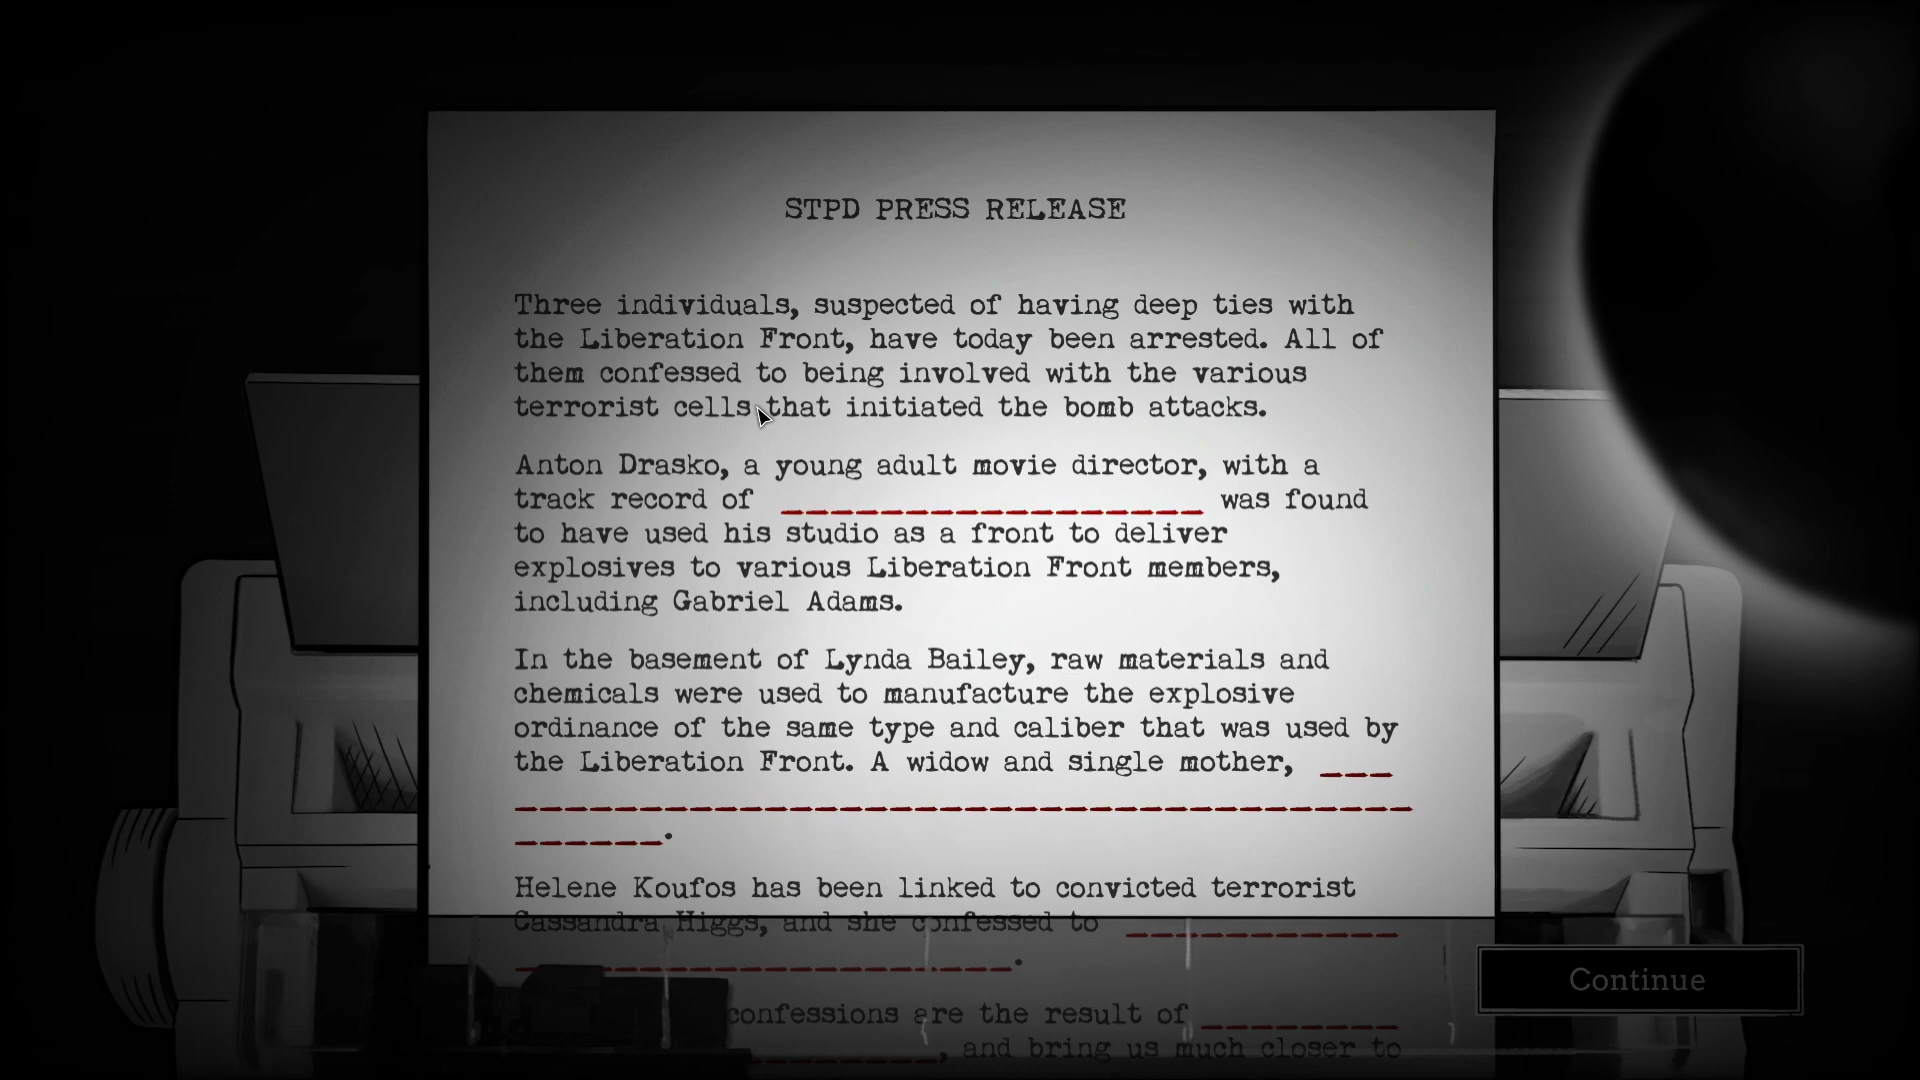 STPD PRESS RELEASE
Three individuals, suspected of having deep ties with
the Liberation Front, have today been arrested. All of
them confessed to being involved with the various
terrorist cells that initiated the bomb attacks.
Anton Drasko, a young adult movie director, with a
track record of _________________ was found
to have used his studio as a front to deliver
explosives to various Liberation Front members,
including Gabriel Adams.
In the basement of Lynda Bailey, raw materials and
chemicals were used to manufacture the explosive
ordinance of the same type and caliber that was used by
the Liberation Front. A widow and single mother, ___
____________________________________
______.
Helene Koufos has been linked to convicted terrorist
Cassandra Higgs, and she confessed to ___________
____________________.
confessions are the result of ________
________, and bring us much closer to
Continue